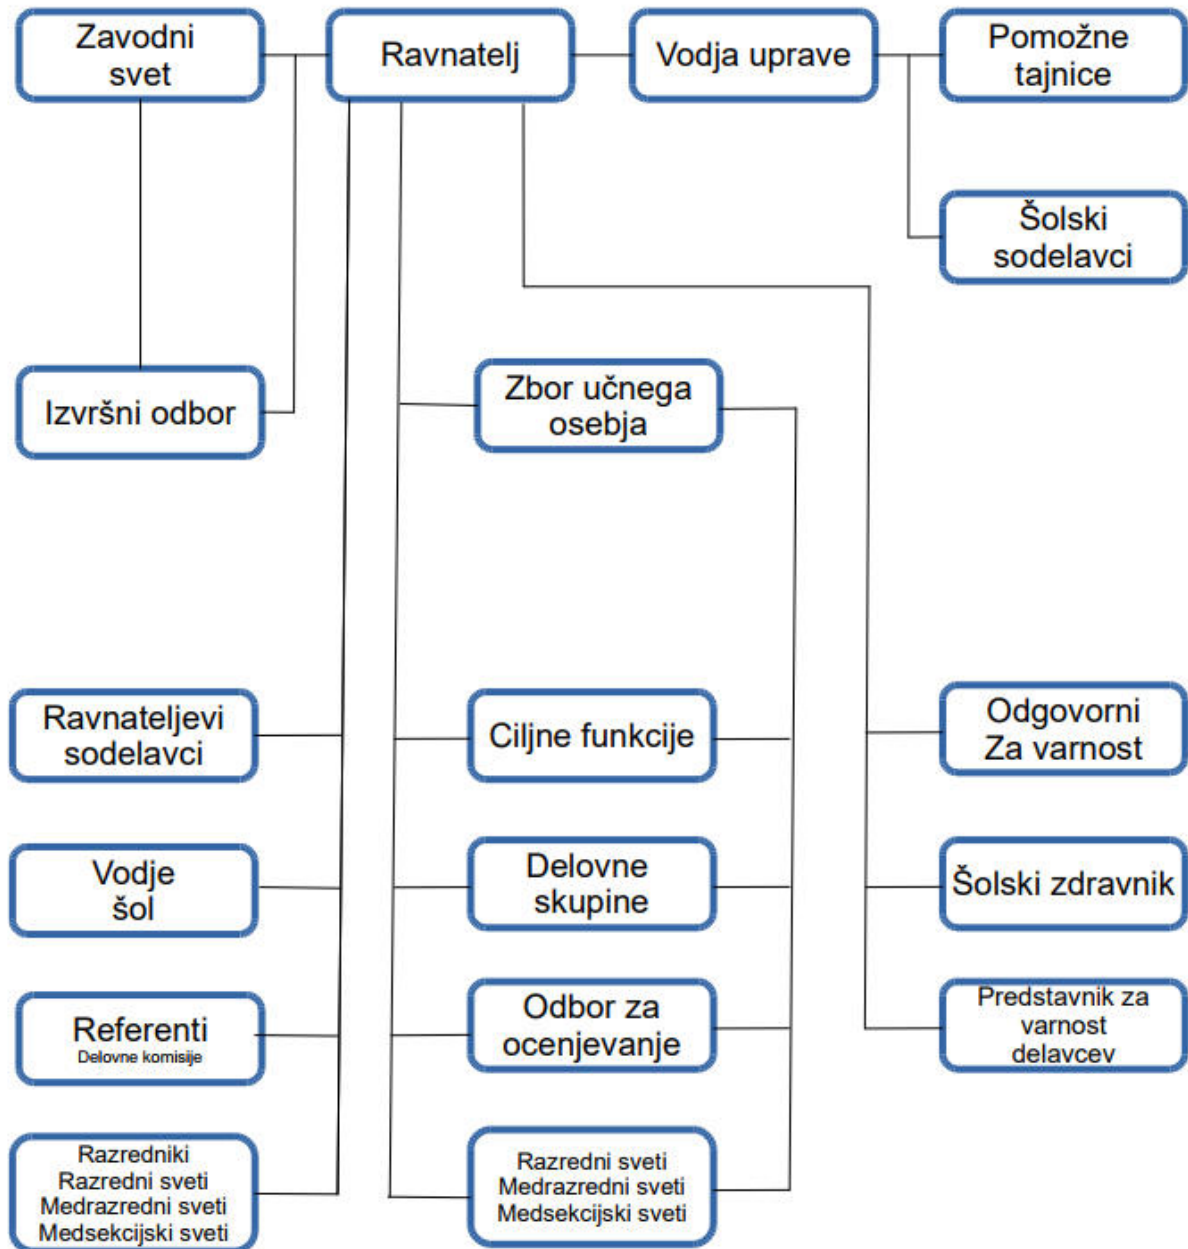 Zavodni
svet
Ravnatelj
Vodja uprave
Pomožne
tajnice
Šolski
sodelavci
Izvršni odbor
Zbor učnega
osebja
Ravnateljevi
sodelavci
Ciljne funkcije
Odgovorni
Za varnost
Vodje
šol
Delovne
skupine
Šolski zdravnik
Referenti
Delovne komisije
Odbor za
ocenjevanje
Predstavnik za
varnost
delavcev
Razredniki
Razredni sveti
Medrazredni sveti
Medsekcijski sveti
Razredni sveti
Medrazredni sveti
Medsekcijski sveti